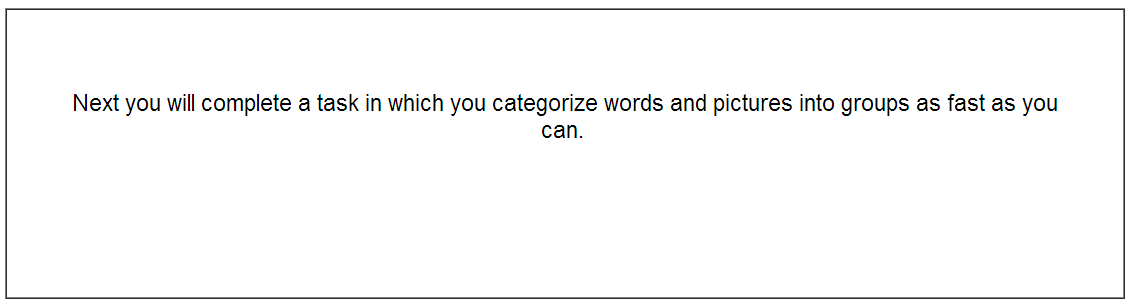 Next you will complete a task in which you categorize words and pictures into groups as fast as you
can.